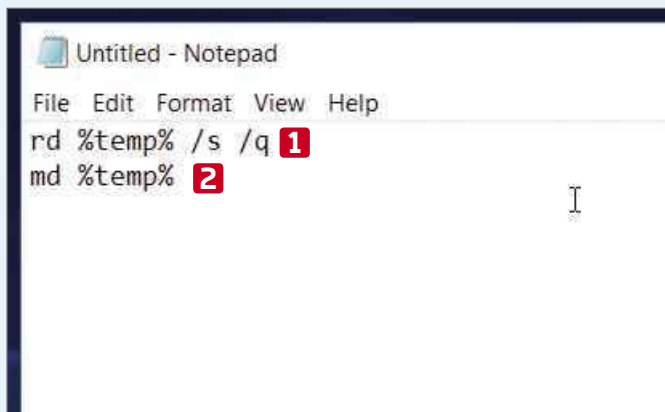 Untitled - Notepad
File Edit Format View Help
rd %temp% /s /q 1
md %temp% 2